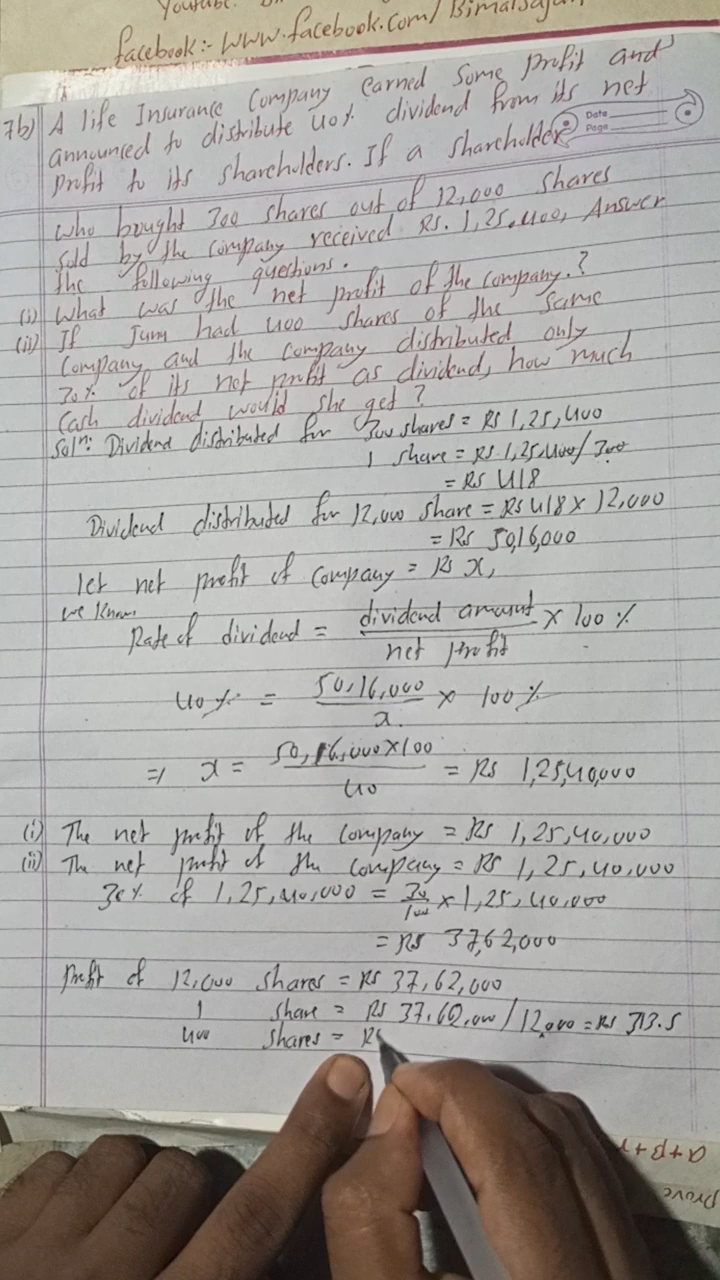 Youtube:
facebook:- www.facebook.com/Bimalsaju
7b) A life Insurance Company earned Some profit and
announced to distribute 40% dividend from its net
Date
Page
profit to its shareholders. If a shareholder
who bought 300 shares out of 12,000 shares
sold by the company received Rs. 1,25,400, Answer
the following questions.
(i) What was the net profit of the company.?
(ii) If Junu had 400 shares of the same
Company and the company distributed only
30% of its net profit as dividend, how much
Cash dividend would she get ?
Soln: Dividend distributed for 300 shares = Rs 1,25,400
1 share = Rs 1,25,400/300
= Rs 418
Dividend distributed for 12,000 share = Rs 418 × 12,000
= Rs 50,16,000
let net profit of company = Rs x,
we know
Rate of dividend = dividend amount / net profit × 100 %
40% = 50,16,000 / x × 100 %
⇒ x = 50,16,000×100 / 40 = Rs 1,25,40,000
(i) The net profit of the company = Rs 1,25,40,000
(ii) The net profit of the company = Rs 1,25,40,000
30% of 1,25,40,000 = 30/100 × 1,25,40,000
= Rs 37,62,000
profit of 12,000 shares = Rs 37,62,000
1 share = Rs 37,62,000/12,000 = Rs 313.5
400 shares = Rs
α+β+γ
prove